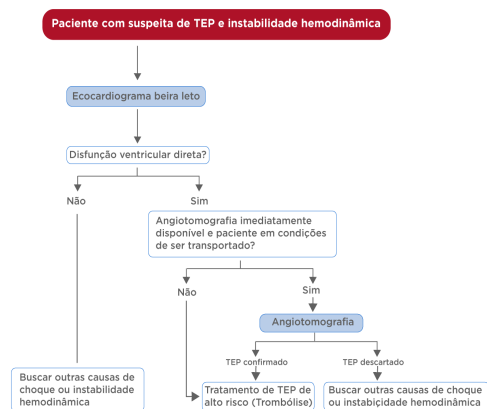 Paciente com suspeita de TEP e instabilidade hemodinâmica
Ecocardiograma beira leto
Disfunção ventricular direta?
Não
Sim
Angiotomografia imediatamente
disponível e paciente em condições
de ser transportado?
Não
Sim
Angiotomografia
TEP confirmado
TEP descartado
Buscar outras causas de
choque ou instabilidade
hemodinâmica
Tratamento de TEP de
alto risco (Trombólise)
Buscar outras causas de choque
ou instabiçidade hemodinâmica